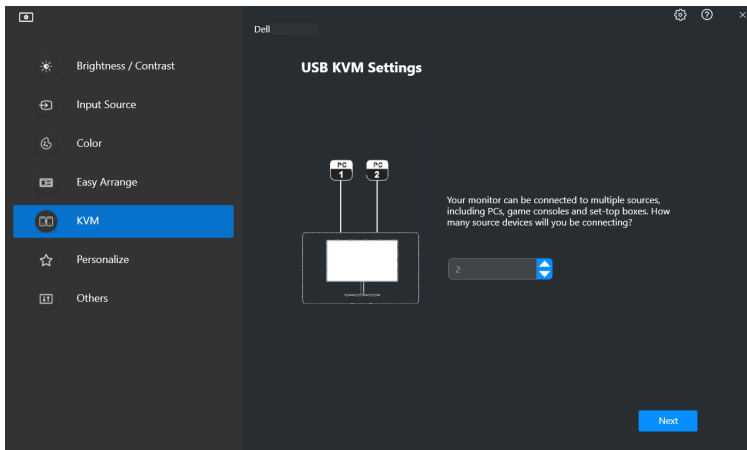 Dell
Brightness / Contrast
Input Source
Color
Easy Arrange
KVM
Personalize
Others
USB KVM Settings
PC
1
PC
2
Your monitor can be connected to multiple sources,
including PCs, game consoles and set-top boxes. How
many source devices will you be connecting?
2
Next